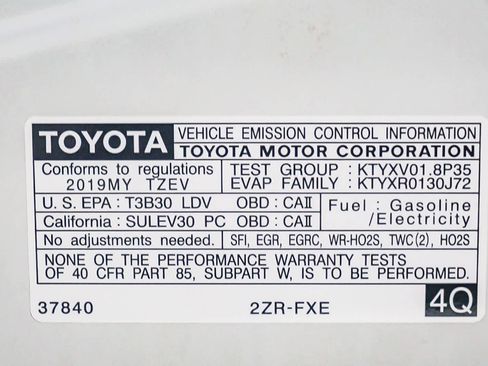 TOYOTA VEHICLE EMISSION CONTROL INFORMATION
TOYOTA MOTOR CORPORATION
Conforms to regulations TEST GROUP : KTYXV01.8P35
2019MY TZEV EVAP FAMILY : KTYXR0130J72
U.S. EPA : T3B30 LDV OBD : CAII Fuel : Gasoline
California : SULEV30 PC OBD : CAII /Electricity
No adjustments needed. SFI, EGR, EGRC, WR-HO2S, TWC(2), HO2S
NONE OF THE PERFORMANCE WARRANTY TESTS
OF 40 CFR PART 85, SUBPART W, IS TO BE PERFORMED.
37840 2ZR-FXE 4Q